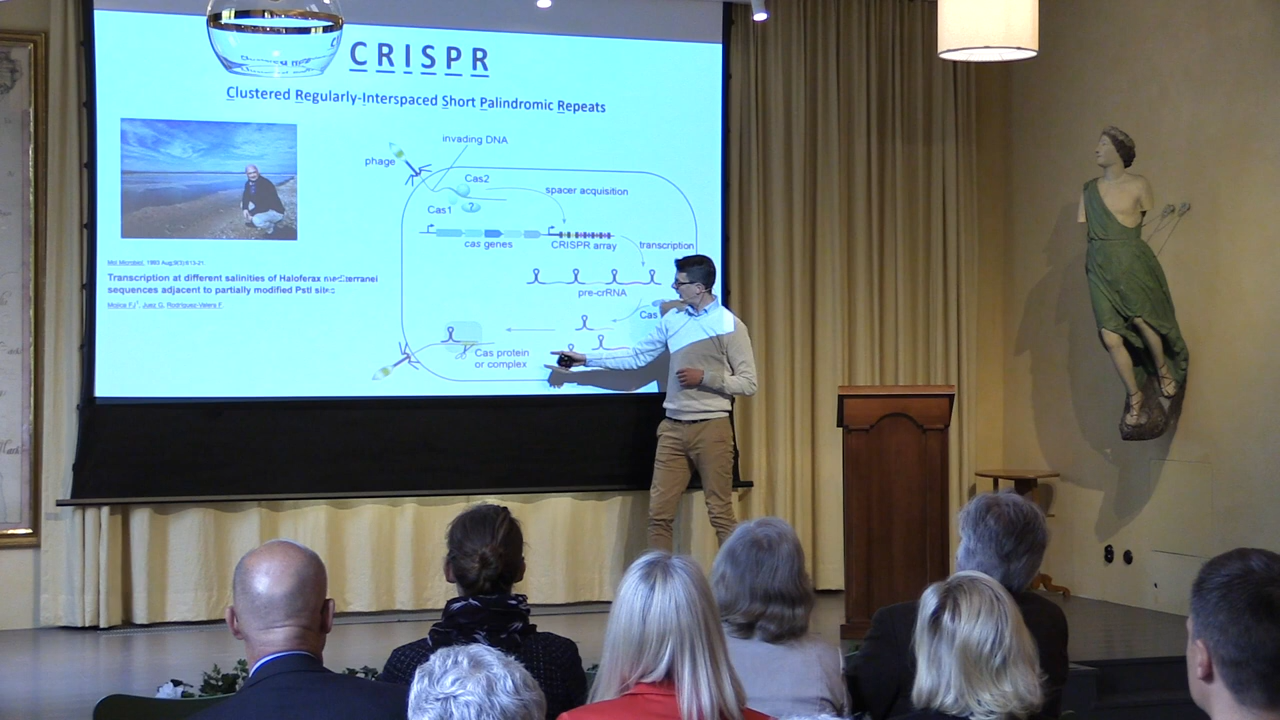 CRISPR
Clustered Regularly-Interspaced Short Palindromic Repeats
invading DNA
phage
Cas2
spacer acquisition
Cas1
?
cas genes
CRISPR array
transcription
pre-crRNA
Cas
Cas protein
or complex
Mol Microbiol. 1993 Aug;9(3):613-21.
Transcription at different salinities of Haloferax mediterranei
sequences adjacent to partially modified PstI sites
Mojica FJ1, Juez G, Rodríguez-Valera F.